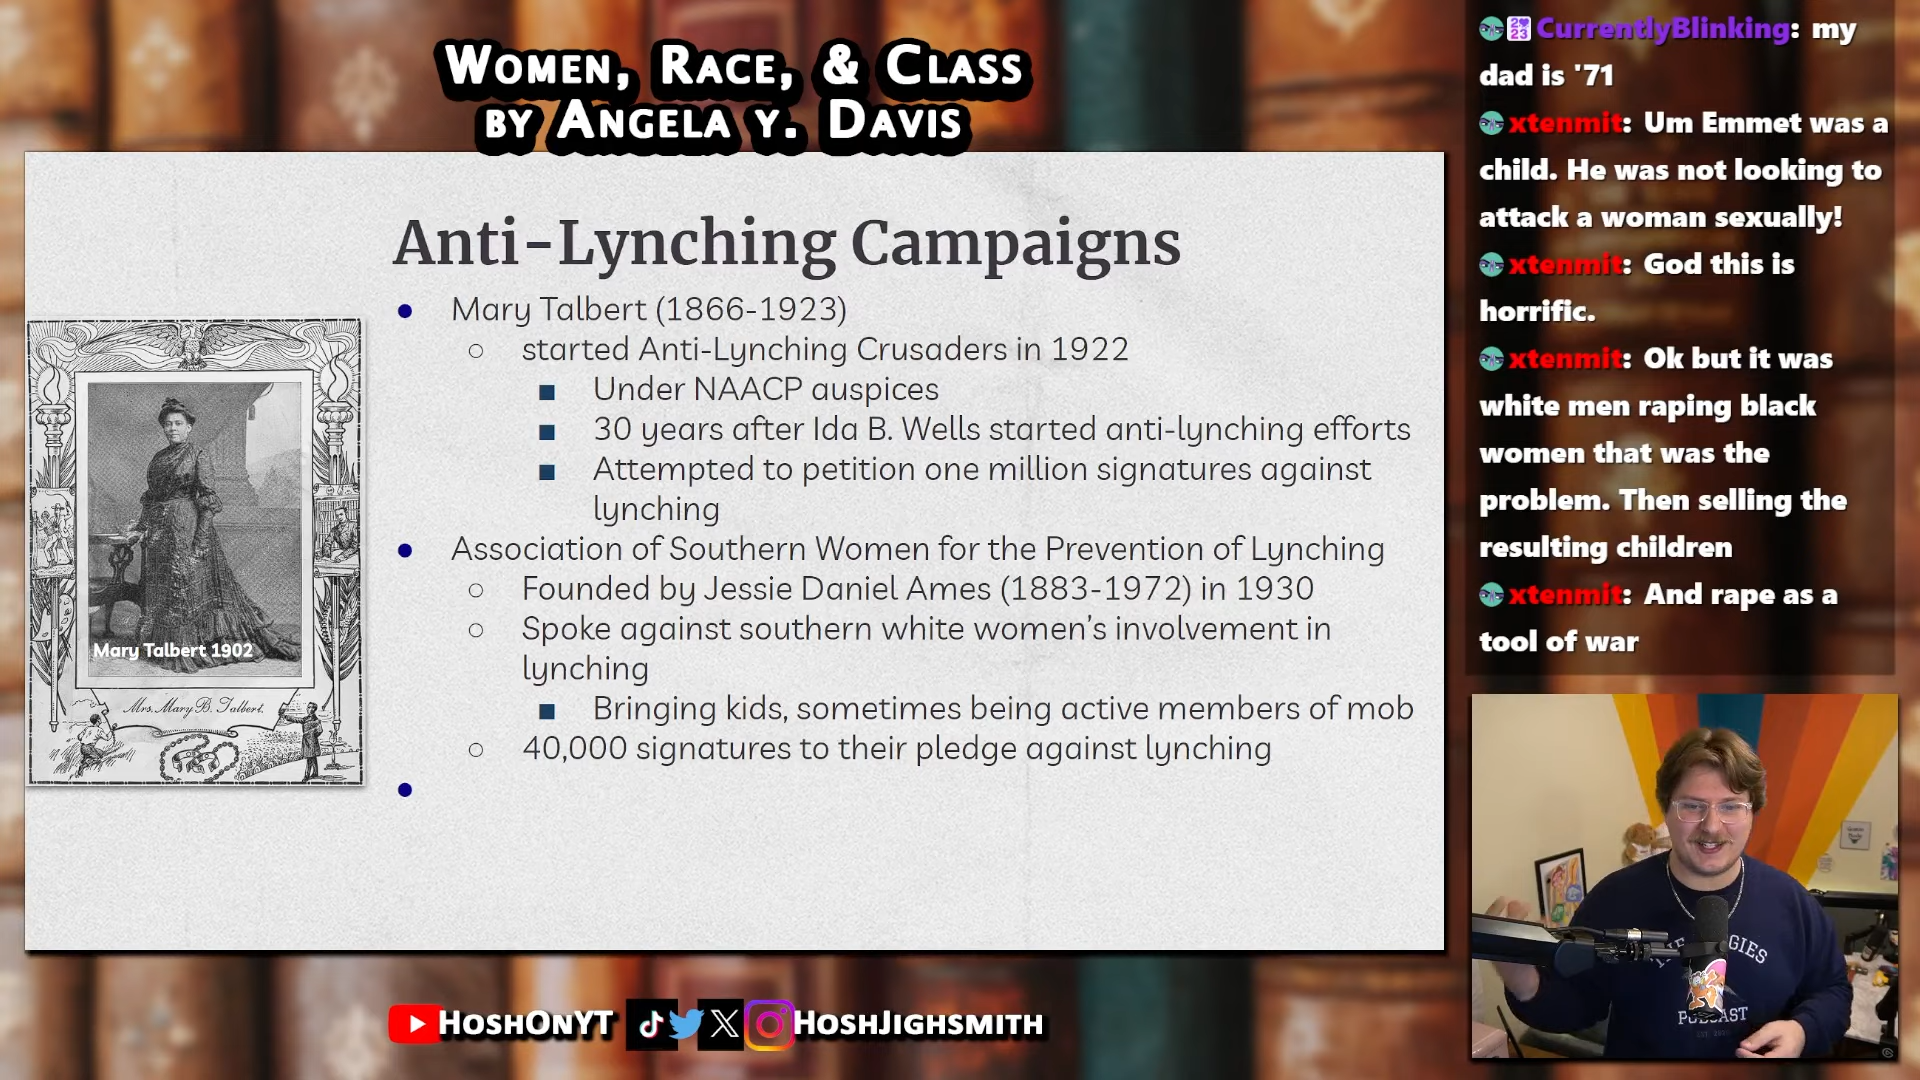 WOMEN, RACE, & CLASS
BY ANGELA Y. DAVIS
Anti-Lynching Campaigns
● Mary Talbert (1866-1923)
○ started Anti-Lynching Crusaders in 1922
■ Under NAACP auspices
■ 30 years after Ida B. Wells started anti-lynching efforts
■ Attempted to petition one million signatures against
lynching
● Association of Southern Women for the Prevention of Lynching
○ Founded by Jessie Daniel Ames (1883-1972) in 1930
○ Spoke against southern white women's involvement in
lynching
■ Bringing kids, sometimes being active members of mob
○ 40,000 signatures to their pledge against lynching
●
Mary Talbert 1902
Mrs. Mary B. Talbert.
CurrentlyBlinking: my
dad is '71
xtenmit: Um Emmet was a
child. He was not looking to
attack a woman sexually!
xtenmit: God this is
horrific.
xtenmit: Ok but it was
white men raping black
women that was the
problem. Then selling the
resulting children
xtenmit: And rape as a
tool of war
HOSHONYT
HOSHJIGHSMITH